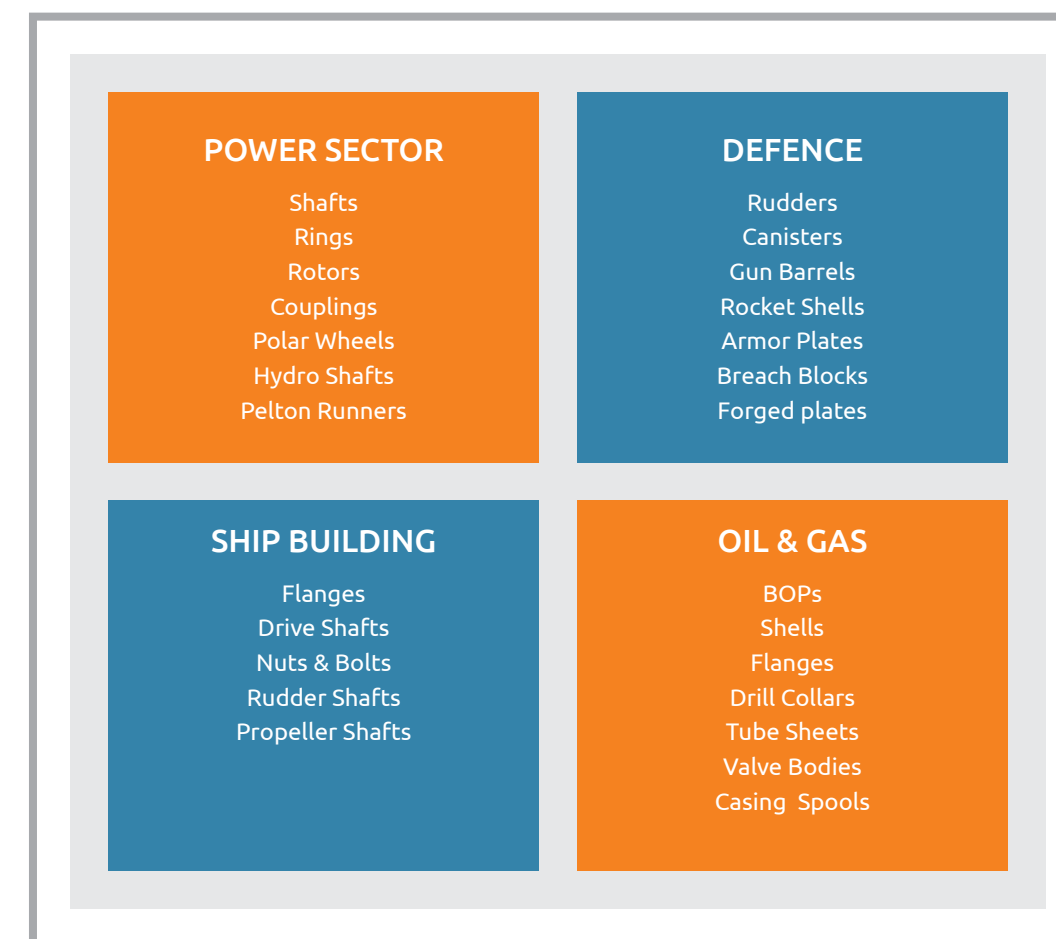 POWER SECTOR
Shafts
Rings
Rotors
Couplings
Polar Wheels
Hydro Shafts
Pelton Runners
DEFENCE
Rudders
Canisters
Gun Barrels
Rocket Shells
Armor Plates
Breach Blocks
Forged plates
SHIP BUILDING
Flanges
Drive Shafts
Nuts & Bolts
Rudder Shafts
Propeller Shafts
OIL & GAS
BOPs
Shells
Flanges
Drill Collars
Tube Sheets
Valve Bodies
Casing  Spools